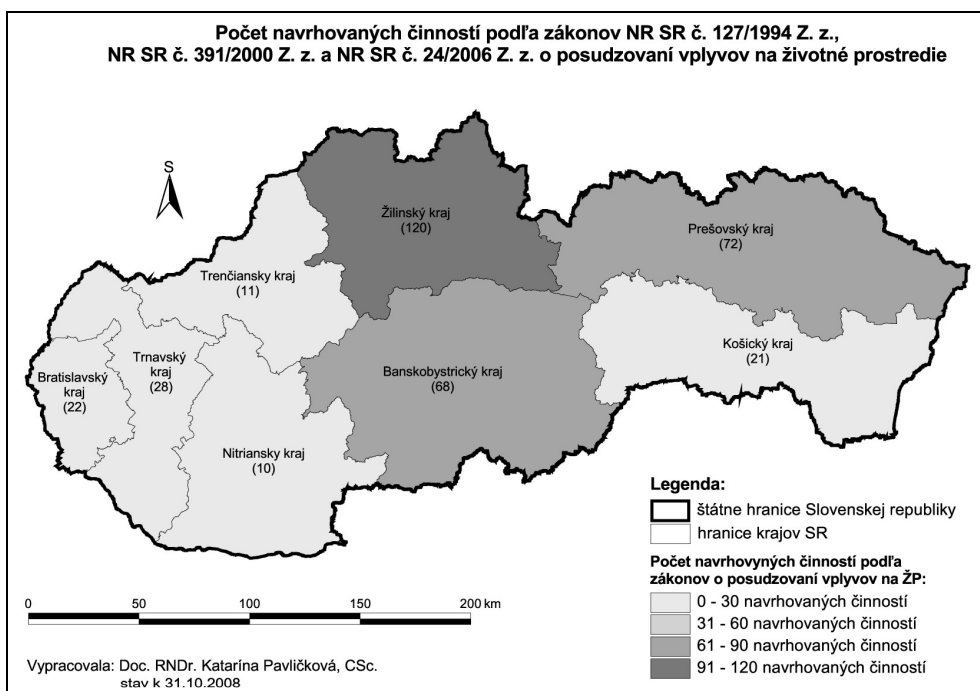 Počet navrhovaných činností podľa zákonov NR SR č. 127/1994 Z. z.,
NR SR č. 391/2000 Z. z. a NR SR č. 24/2006 Z. z. o posudzovaní vplyvov na životné prostredie
S
Žilinský kraj
(120)
Prešovský kraj
(72)
Trenčiansky kraj
(11)
Košický kraj
(21)
Trnavský
kraj
(28)
Banskobystrický kraj
(68)
Bratislavský
kraj
(22)
Nitriansky kraj
(10)
Legenda:
štátne hranice Slovenskej republiky
hranice krajov SR
Počet navrhovyných činností podľa
zákonov o posudzovaní vplyvov na ŽP:
0 - 30 navrhovaných činností
31 - 60 navrhovaných činností
61 - 90 navrhovaných činností
91 - 120 navrhovaných činností
0 50 100 150 200 km
Vypracovala: Doc. RNDr. Katarína Pavličková, CSc.
stav k 31.10.2008